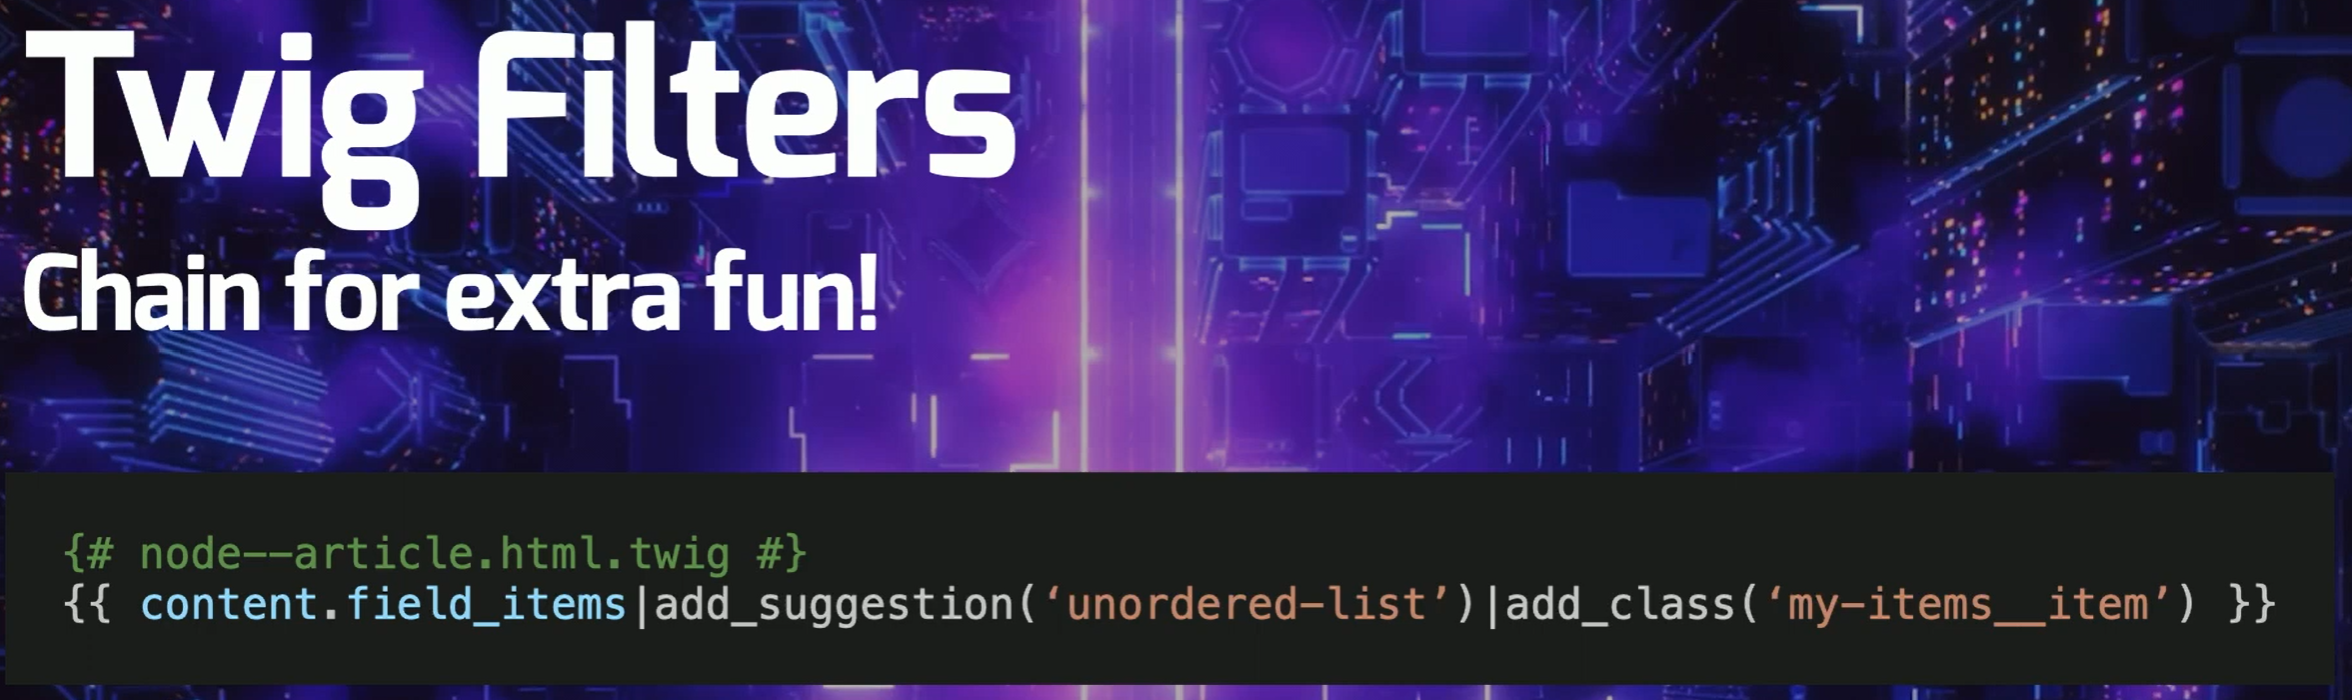 Twig Filters
Chain for extra fun!
{# node--article.html.twig #}
{{ content.field_items|add_suggestion(‘unordered-list’)|add_class(‘my-items__item’) }}